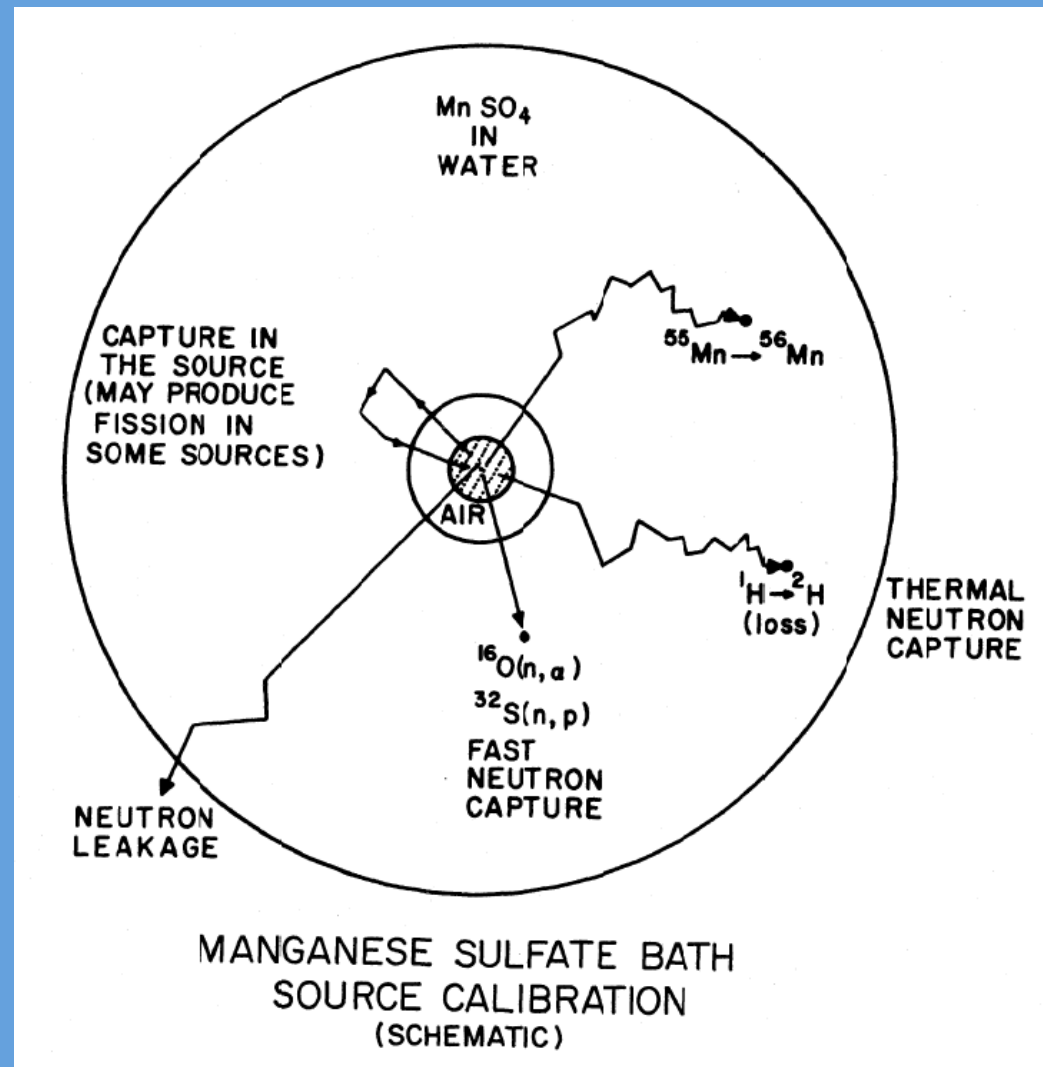 Mn SO₄
IN
WATER
CAPTURE IN
THE SOURCE
(MAY PRODUCE
FISSION IN
SOME SOURCES)
⁵⁵Mn → ⁵⁶Mn
AIR
¹H → ²H
(loss)
THERMAL
NEUTRON
CAPTURE
¹⁶O(n, α)
³²S(n, p)
FAST
NEUTRON
CAPTURE
NEUTRON
LEAKAGE
MANGANESE SULFATE BATH
SOURCE CALIBRATION
(SCHEMATIC)